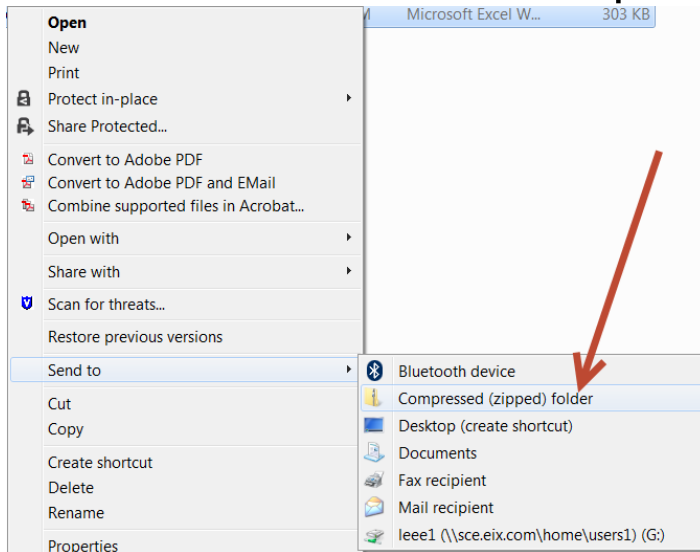 Microsoft Excel W... 303 KB
Open
New
Print
Protect in-place
Share Protected...
Convert to Adobe PDF
Convert to Adobe PDF and EMail
Combine supported files in Acrobat...
Open with
Share with
Scan for threats...
Restore previous versions
Send to
Cut
Copy
Create shortcut
Delete
Rename
Properties
Bluetooth device
Compressed (zipped) folder
Desktop (create shortcut)
Documents
Fax recipient
Mail recipient
leee1 (\\sce.eix.com\home\users1) (G:)